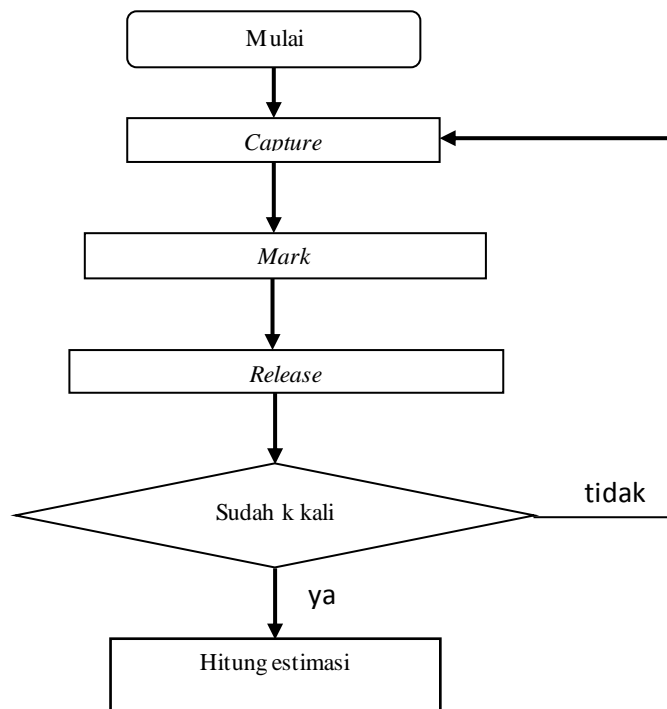 Mulai
Capture
Mark
Release
Sudah k kali
tidak
ya
Hitung estimasi